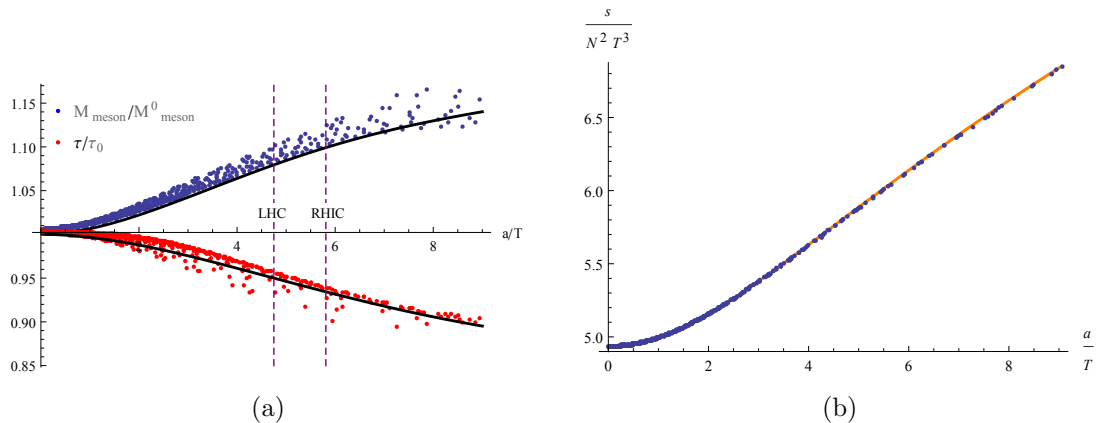 1.15
1.10
1.05
0.95
0.90
0.85
M meson/M⁰ meson
τ/τ₀
LHC
RHIC
4
6
8
a/T
(a)
s
N² T³
6.5
6.0
5.5
5.0
0
2
4
6
8
a
T
(b)